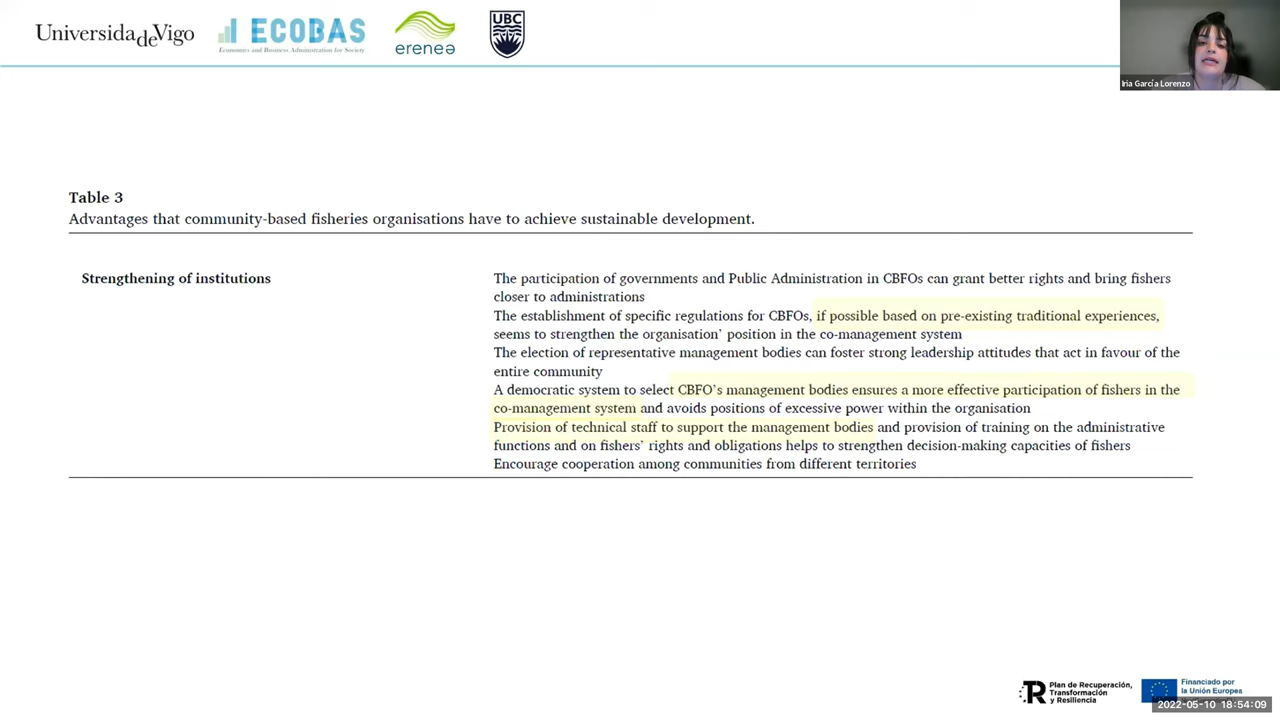 Universidade Vigo
ECOBAS
Economics and Business Administration for Society
erenea
UBC
Iria García Lorenzo
Table 3
Advantages that community-based fisheries organisations have to achieve sustainable development.
Strengthening of institutions
The participation of governments and Public Administration in CBFOs can grant better rights and bring fishers
closer to administrations
The establishment of specific regulations for CBFOs, if possible based on pre-existing traditional experiences,
seems to strengthen the organisation' position in the co-management system
The election of representative management bodies can foster strong leadership attitudes that act in favour of the
entire community
A democratic system to select CBFO's management bodies ensures a more effective participation of fishers in the
co-management system and avoids positions of excessive power within the organisation
Provision of technical staff to support the management bodies and provision of training on the administrative
functions and on fishers' rights and obligations helps to strengthen decision-making capacities of fishers
Encourage cooperation among communities from different territories
Plan de Recuperación,
Transformación
y Resiliencia
Financiado por
la Unión Europea
2022-05-10 18:54:09